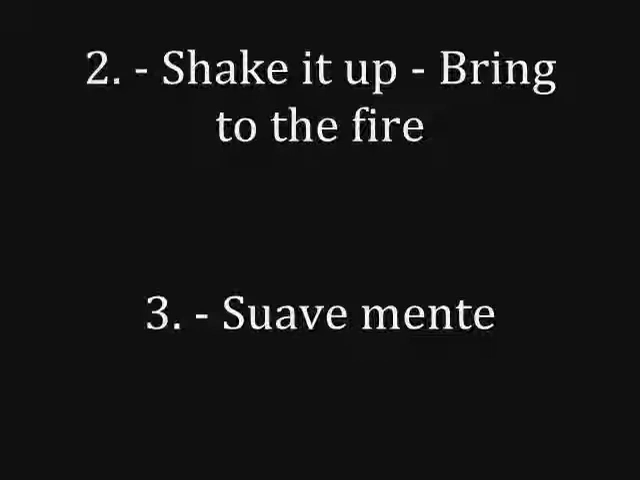 2. - Shake it up - Bring
to the fire
3. - Suave mente